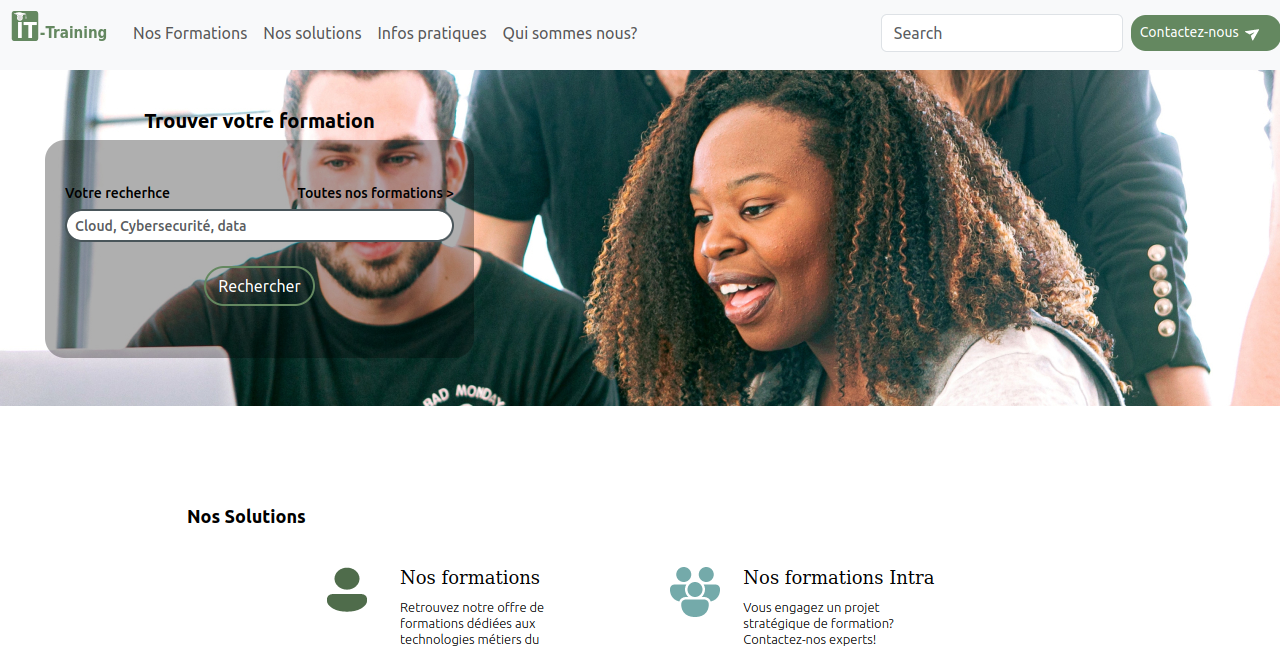 iT-Training Nos Formations Nos solutions Infos pratiques Qui sommes nous? Search Contactez-nous
Trouver votre formation
Votre recherhce Toutes nos formations >
Cloud, Cybersecurité, data
Rechercher
BAD MONDAY
Nos Solutions
Nos formations
Retrouvez notre offre de
formations dédiées aux
technologies métiers du
Nos formations Intra
Vous engagez un projet
stratégique de formation?
Contactez-nos experts!